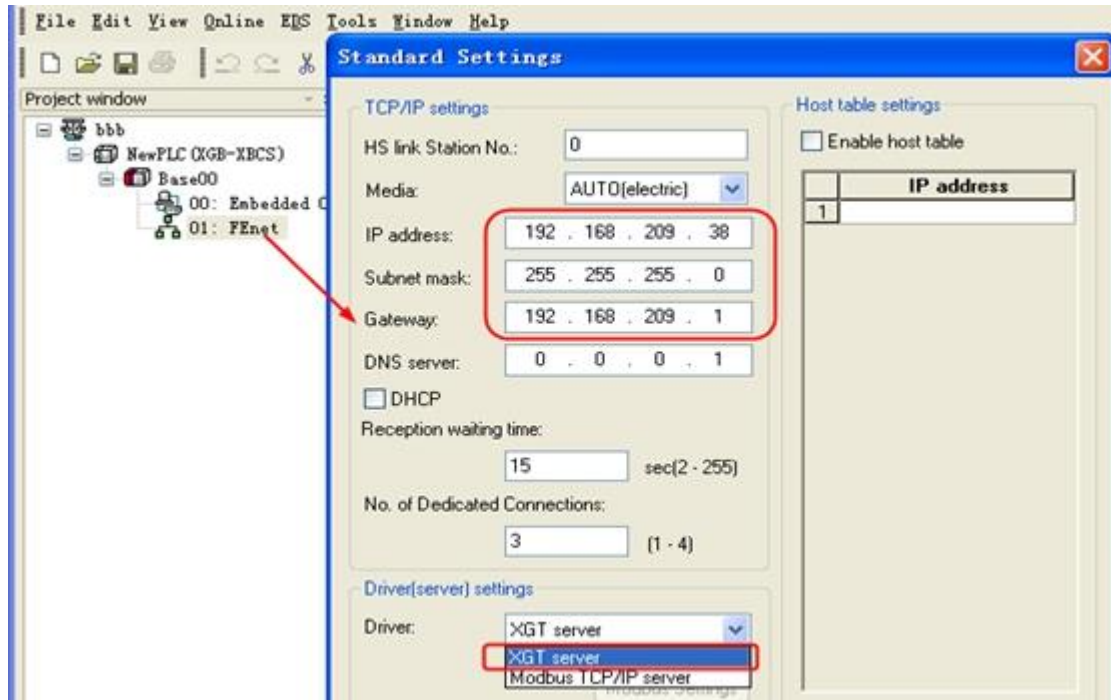 File Edit View Online EDS Tools Window Help
Standard Settings
Project window
bbb
NewPLC(XGB-XBCS)
Base00
00: Embedded
01: FEnet
TCP/IP settings
HS link Station No.: 0
Media: AUTO(electric)
IP address: 192 . 168 . 209 . 38
Subnet mask: 255 . 255 . 255 . 0
Gateway: 192 . 168 . 209 . 1
DNS server: 0 . 0 . 0 . 1
DHCP
Reception waiting time:
15 sec(2 - 255)
No. of Dedicated Connections:
3 (1 - 4)
Driver(server) settings
Driver: XGT server
XGT server
Modbus TCP/IP server
Modbus Settings
Host table settings
Enable host table
IP address
1